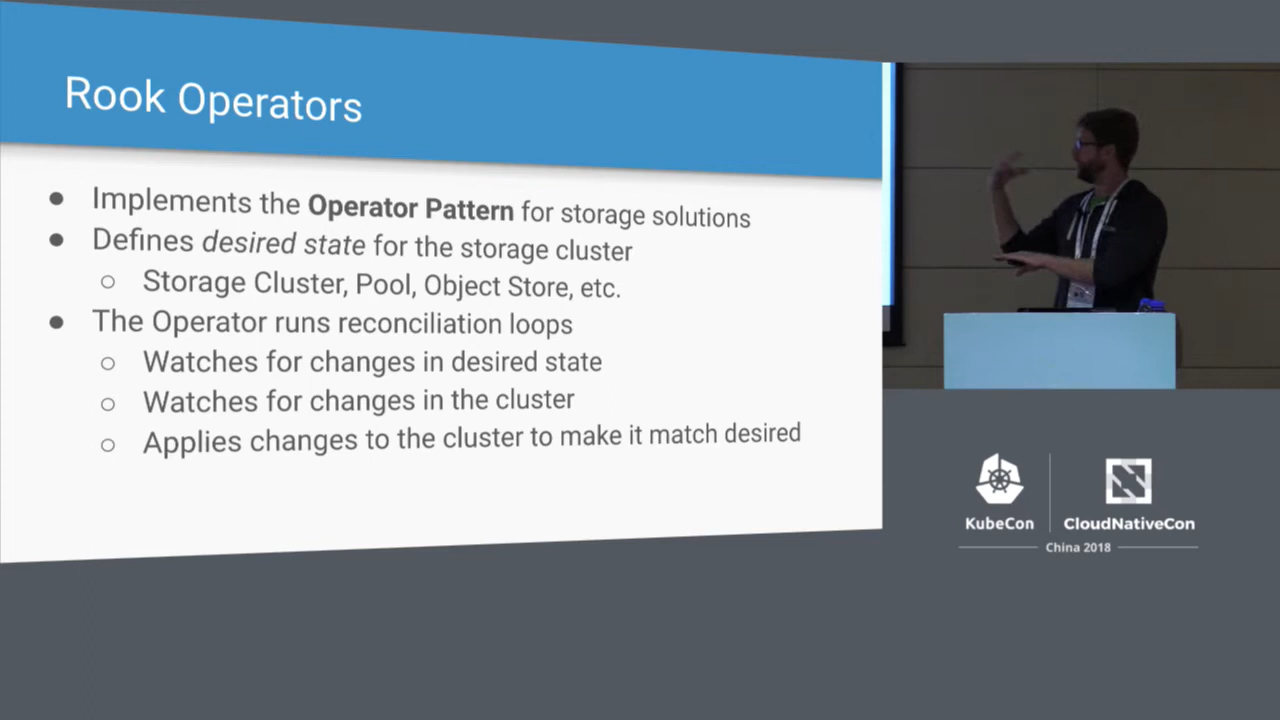 Rook Operators
● Implements the Operator Pattern for storage solutions
● Defines desired state for the storage cluster
○ Storage Cluster, Pool, Object Store, etc.
● The Operator runs reconciliation loops
○ Watches for changes in desired state
○ Watches for changes in the cluster
○ Applies changes to the cluster to make it match desired
KubeCon
CloudNativeCon
China 2018